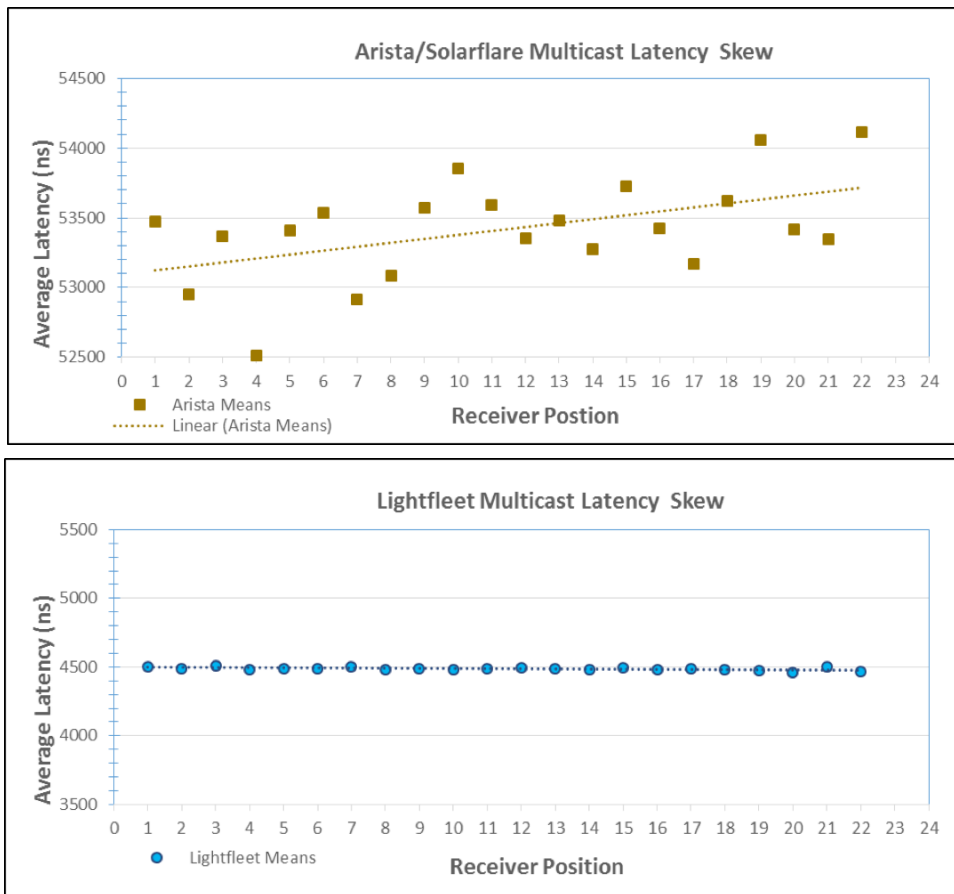 Arista/Solarflare Multicast Latency Skew
54500
54000
53500
53000
52500
Average Latency (ns)
0 1 2 3 4 5 6 7 8 9 10 11 12 13 14 15 16 17 18 19 20 21 22 23 24
Arista Means
Linear (Arista Means)
Receiver Postion
Lightfleet Multicast Latency Skew
5500
5000
4500
4000
3500
Average Latency (ns)
0 1 2 3 4 5 6 7 8 9 10 11 12 13 14 15 16 17 18 19 20 21 22 23 24
Lightfleet Means
Receiver Position